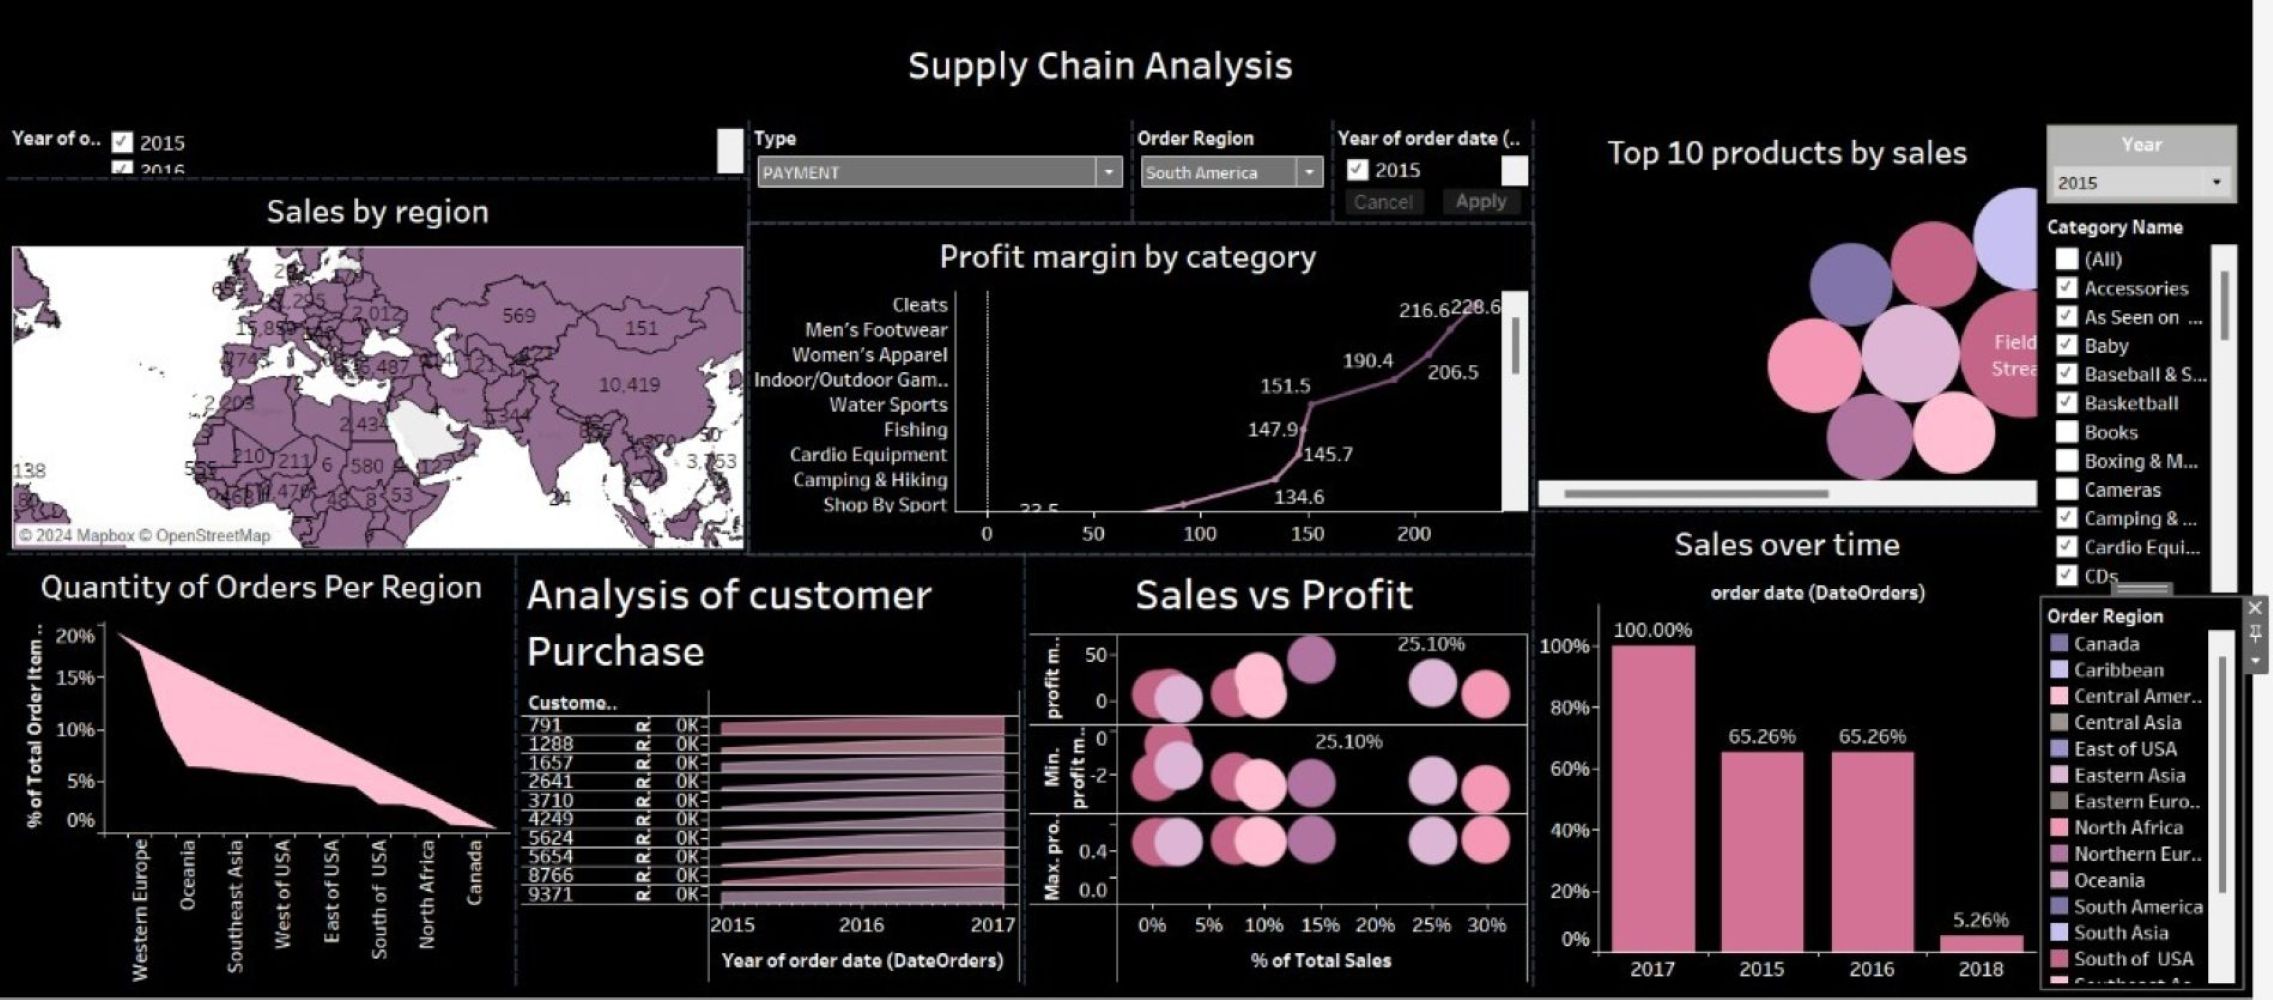 Supply Chain Analysis
Year of o..
2015
2016
Type
PAYMENT
Order Region
South America
Year of order date (..
2015
Cancel
Apply
Top 10 products by sales
Year
2015
Sales by region
569
151
2,012
10,419
2,203
2,434
210
211
6
580
127
555
48
8
53
3,753
50
24
138
© 2024 Mapbox © OpenStreetMap
Profit margin by category
Cleats
Men's Footwear
Women's Apparel
Indoor/Outdoor Gam..
Water Sports
Fishing
Cardio Equipment
Camping & Hiking
Shop By Sport
216.6
228.6
190.4
206.5
151.5
147.9
145.7
134.6
0
50
100
150
200
Field
Strea
Category Name
(All)
Accessories
As Seen on ...
Baby
Baseball & S...
Basketball
Books
Boxing & M...
Cameras
Camping & ...
Cardio Equi...
CDs
Quantity of Orders Per Region
% of Total Order Item ..
20%
15%
10%
5%
0%
Western Europe
Oceania
Southeast Asia
West of USA
East of USA
South of USA
North Africa
Canada
Analysis of customer
Purchase
Custome..
791 R. 0K
1288 R. 0K
1657 R. 0K
2641 R. 0K
3710 R. 0K
4249 R. 0K
5624 R. 0K
5654 R. 0K
8766 R. 0K
9371 R. 0K
2015
2016
2017
Year of order date (DateOrders)
Sales vs Profit
profit m..
50
0
25.10%
Min.
profit m..
0
-2
25.10%
Max. pro..
0.4
0.0
0%
5%
10%
15%
20%
25%
30%
% of Total Sales
Sales over time
order date (DateOrders)
100%
80%
60%
40%
20%
0%
100.00%
65.26%
65.26%
5.26%
2017
2015
2016
2018
Order Region
Canada
Caribbean
Central Amer..
Central Asia
East of USA
Eastern Asia
Eastern Euro..
North Africa
Northern Eur..
Oceania
South America
South Asia
South of USA